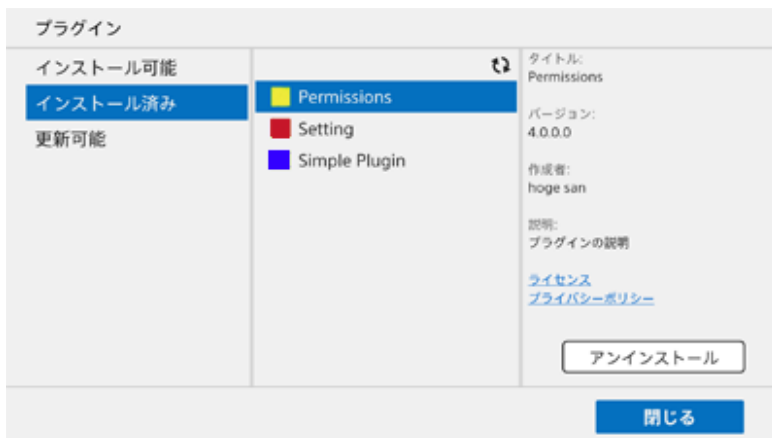 プラグイン
インストール可能
インストール済み
更新可能
Permissions
Setting
Simple Plugin
タイトル:
Permissions
バージョン:
4.0.0.0
作成者:
hoge san
説明:
プラグインの説明
ライセンス
プライバシーポリシー
アンインストール
閉じる